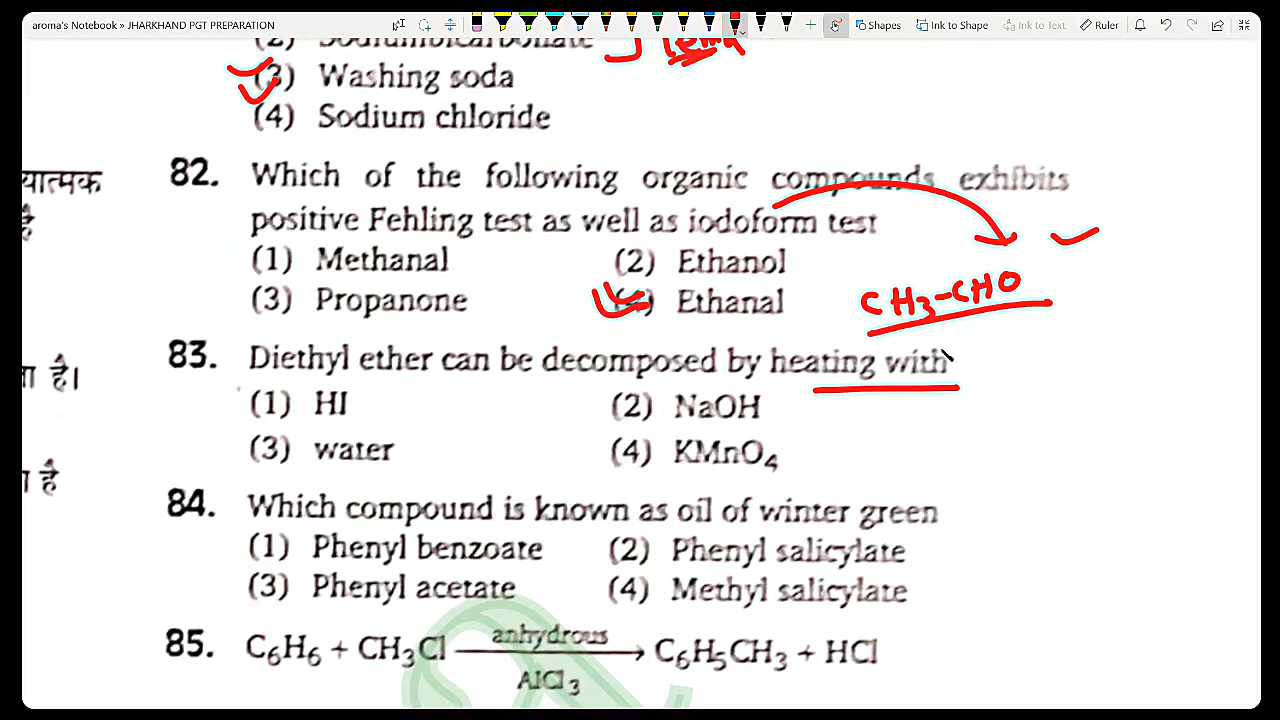 aroma's Notebook » JHARKHAND PGT PREPARATION
Shapes Ink to Shape Ink to Text Ruler
(2) Sodiumbicarbonate
(3) Washing soda
(4) Sodium chloride
यात्मक
82. Which of the following organic compounds exhibits
positive Fehling test as well as iodoform test
(1) Methanal (2) Ethanol
(3) Propanone (4) Ethanal
CH3-CHO
83. Diethyl ether can be decomposed by heating with
ा है।
(1) HI (2) NaOH
(3) water (4) KMnO4
ा है
84. Which compound is known as oil of winter green
(1) Phenyl benzoate (2) Phenyl salicylate
(3) Phenyl acetate (4) Methyl salicylate
85. C6H6 + CH3Cl anhydrous AlCl3 → C6H5CH3 + HCl